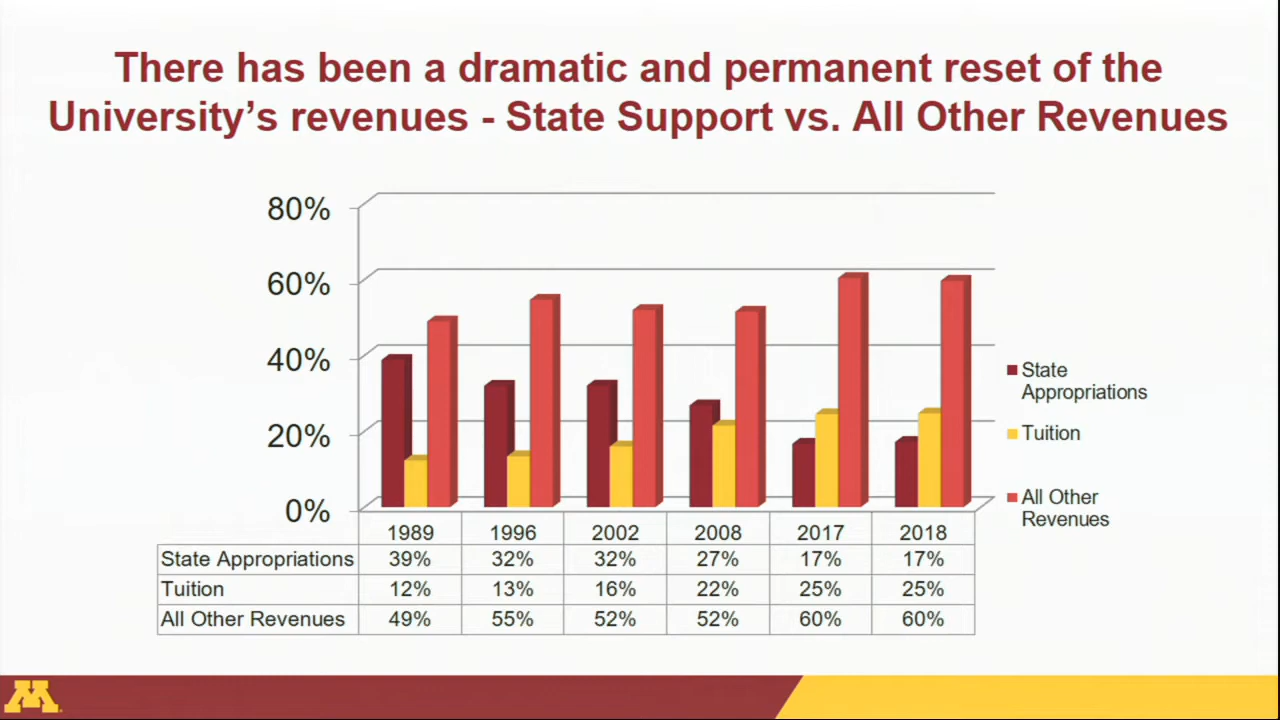 There has been a dramatic and permanent reset of the
University's revenues - State Support vs. All Other Revenues
80%
60%
40%
20%
0%
State
Appropriations
Tuition
All Other
Revenues
1989 1996 2002 2008 2017 2018
State Appropriations 39% 32% 32% 27% 17% 17%
Tuition 12% 13% 16% 22% 25% 25%
All Other Revenues 49% 55% 52% 52% 60% 60%
M